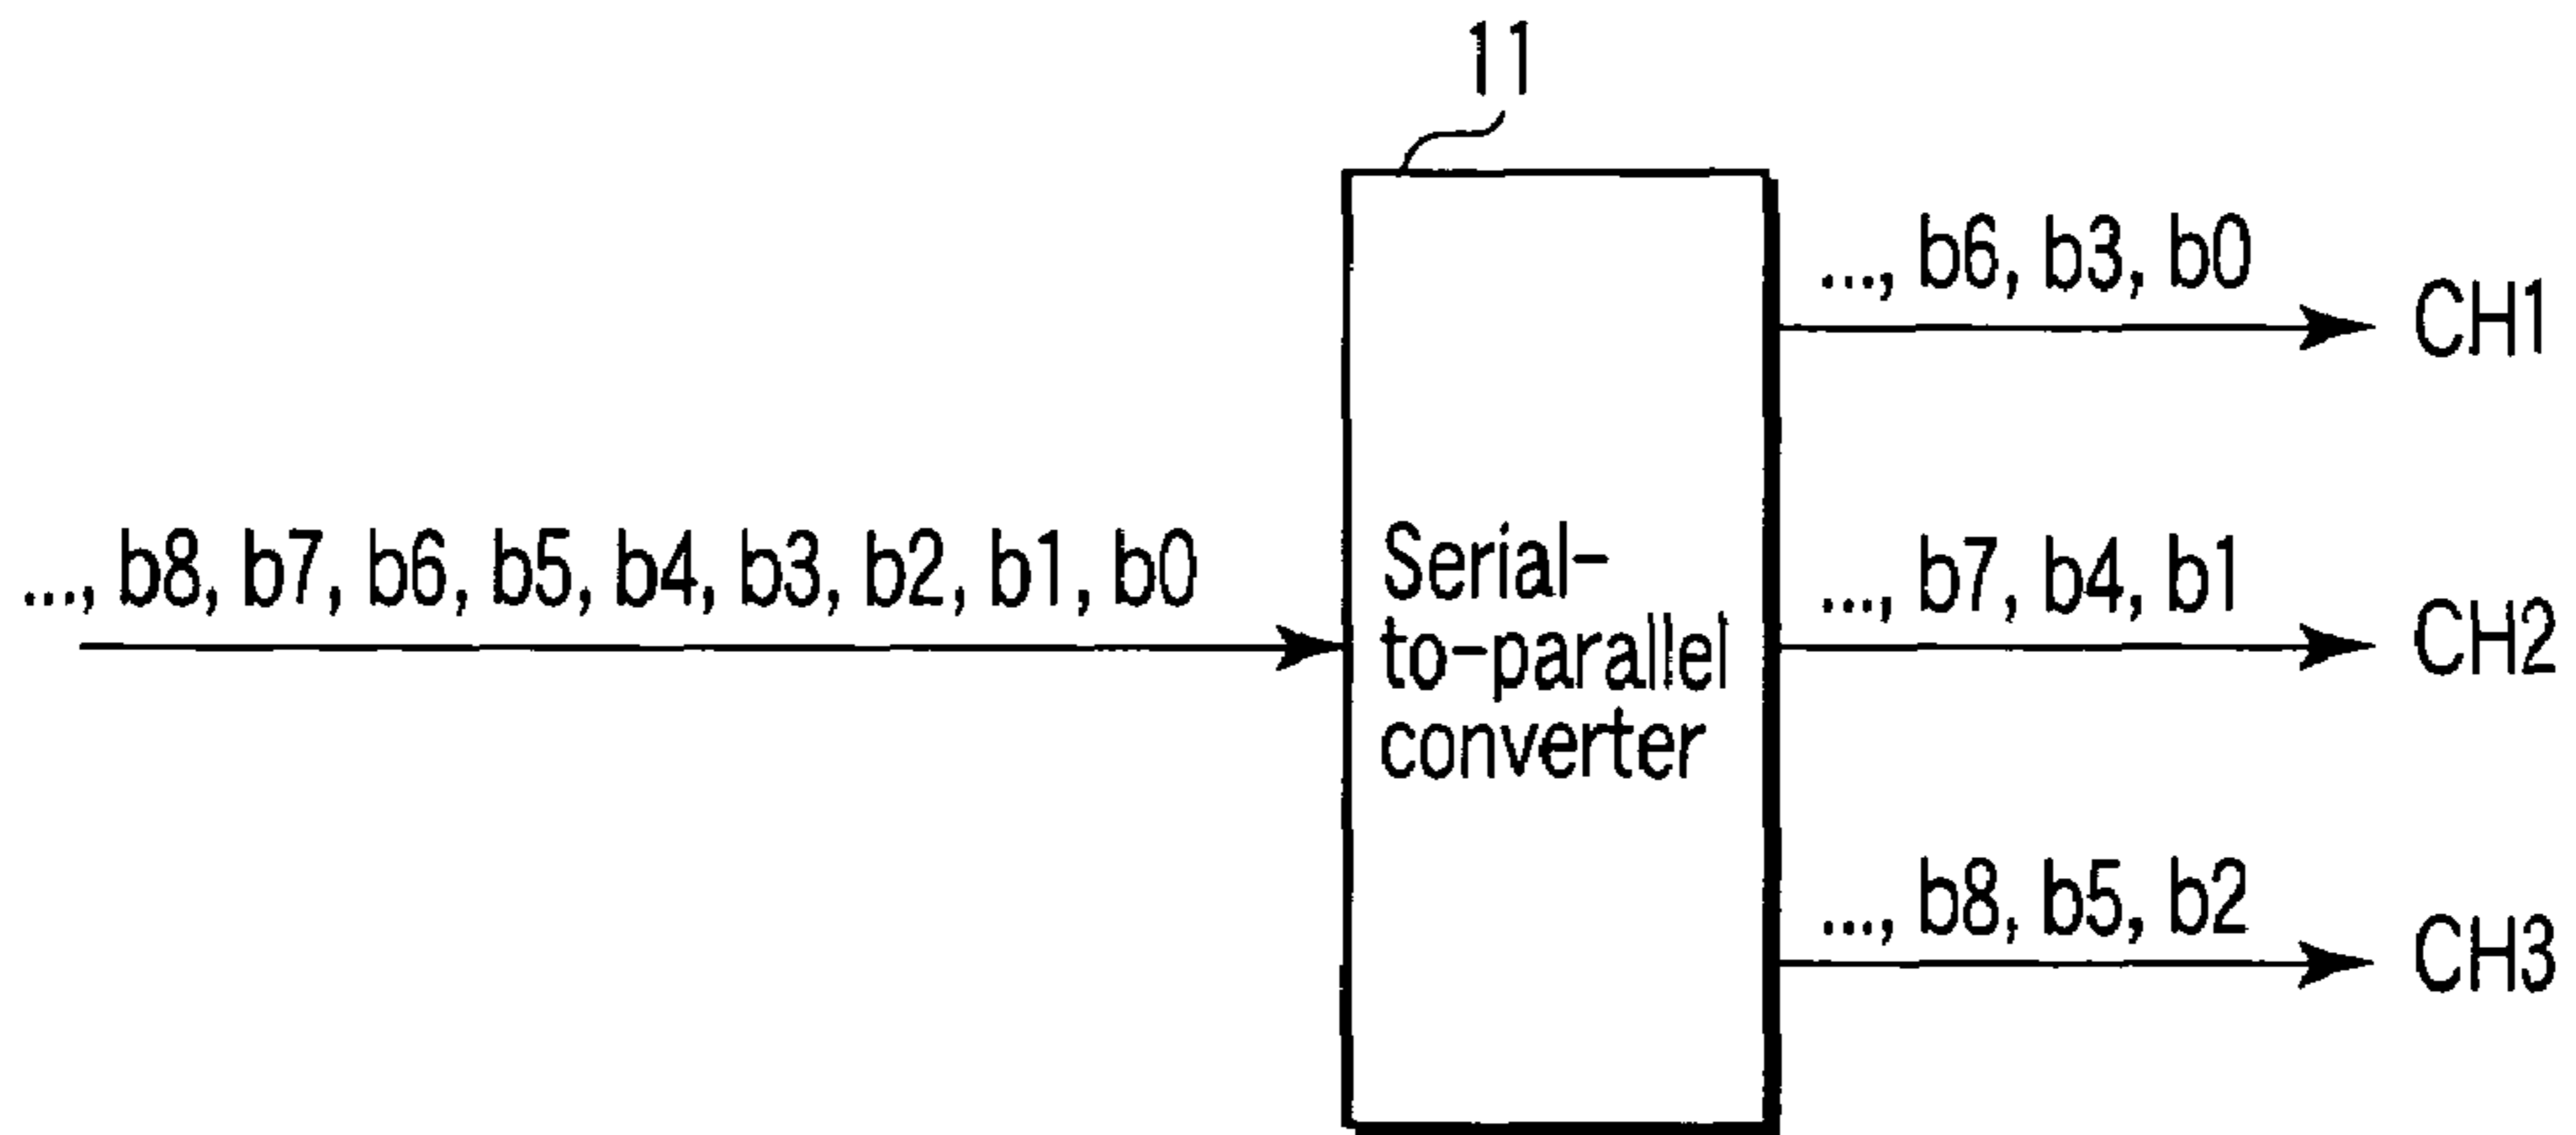 11
..., b6, b3, b0
CH1
..., b8, b7, b6, b5, b4, b3, b2, b1, b0
Serial-
to-parallel
converter
..., b7, b4, b1
CH2
..., b8, b5, b2
CH3